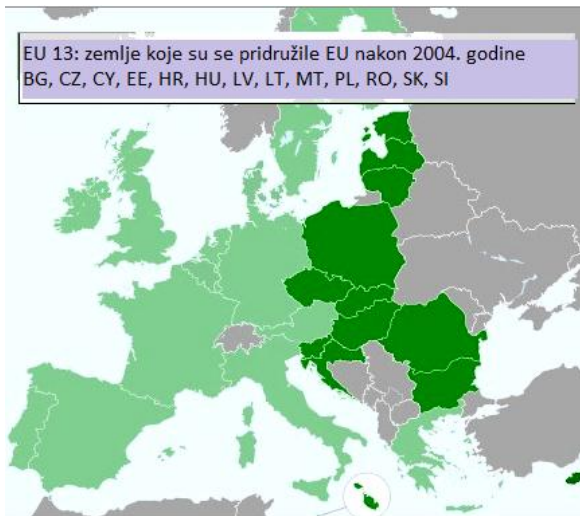 EU 13: zemlje koje su se pridružile EU nakon 2004. godine
BG, CZ, CY, EE, HR, HU, LV, LT, MT, PL, RO, SK, SI